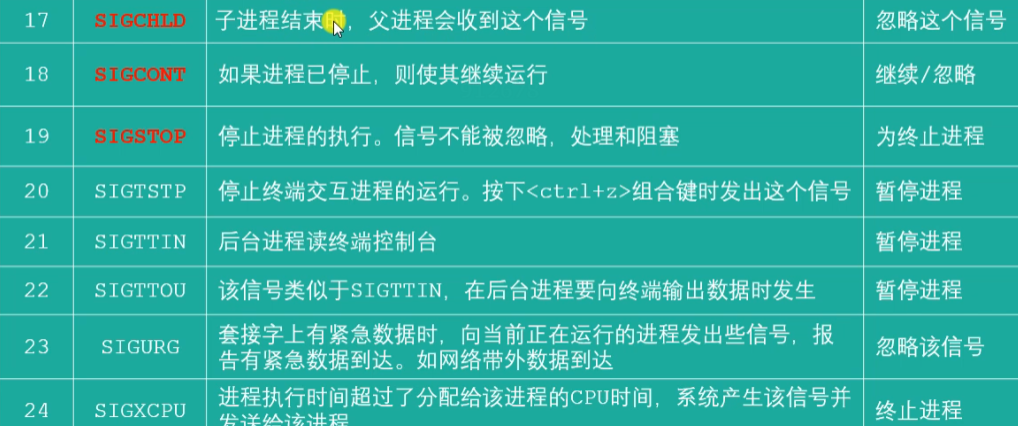 17 SIGCHLD 子进程结束时，父进程会收到这个信号 忽略这个信号
18 SIGCONT 如果进程已停止，则使其继续运行 继续/忽略
19 SIGSTOP 停止进程的执行。信号不能被忽略，处理和阻塞 为终止进程
20 SIGTSTP 停止终端交互进程的运行。按下<ctrl+z>组合键时发出这个信号 暂停进程
21 SIGTTIN 后台进程读终端控制台 暂停进程
22 SIGTTOU 该信号类似于SIGTTIN，在后台进程要向终端输出数据时发生 暂停进程
23 SIGURG 套接字上有紧急数据时，向当前正在运行的进程发出些信号，报
告有紧急数据到达。如网络带外数据到达 忽略该信号
24 SIGXCPU 进程执行时间超过了分配给该进程的CPU时间，系统产生该信号并
发送给该进程 终止进程